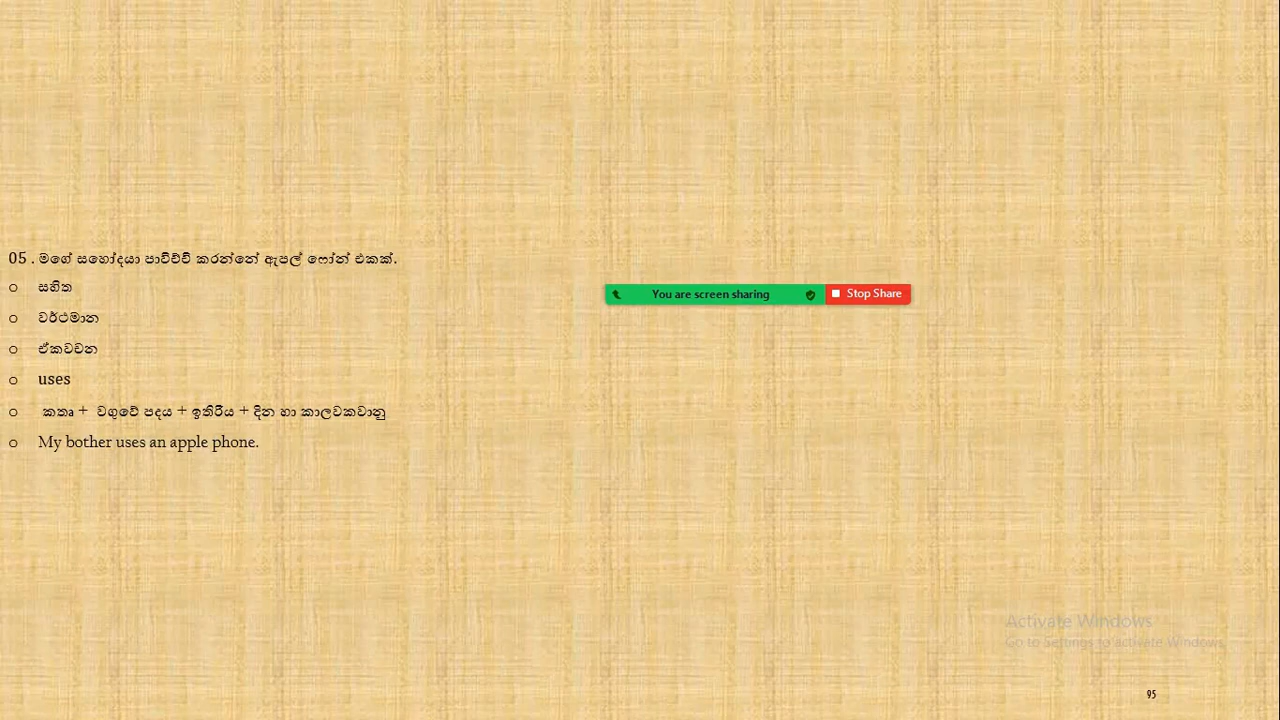 05 . මගේ සහෝදයා පාවිච්චි කරන්නේ ඇපල් ෆෝන් එකක්.
සහිත
වර්ථමාන
ඒකවචන
uses
කතෘ + වගුවේ පදය + ඉතිරිය + දින හා කාලවකවානු
My bother uses an apple phone.
You are screen sharing
Stop Share
Activate Windows
Go to Settings to activate Windows.
95